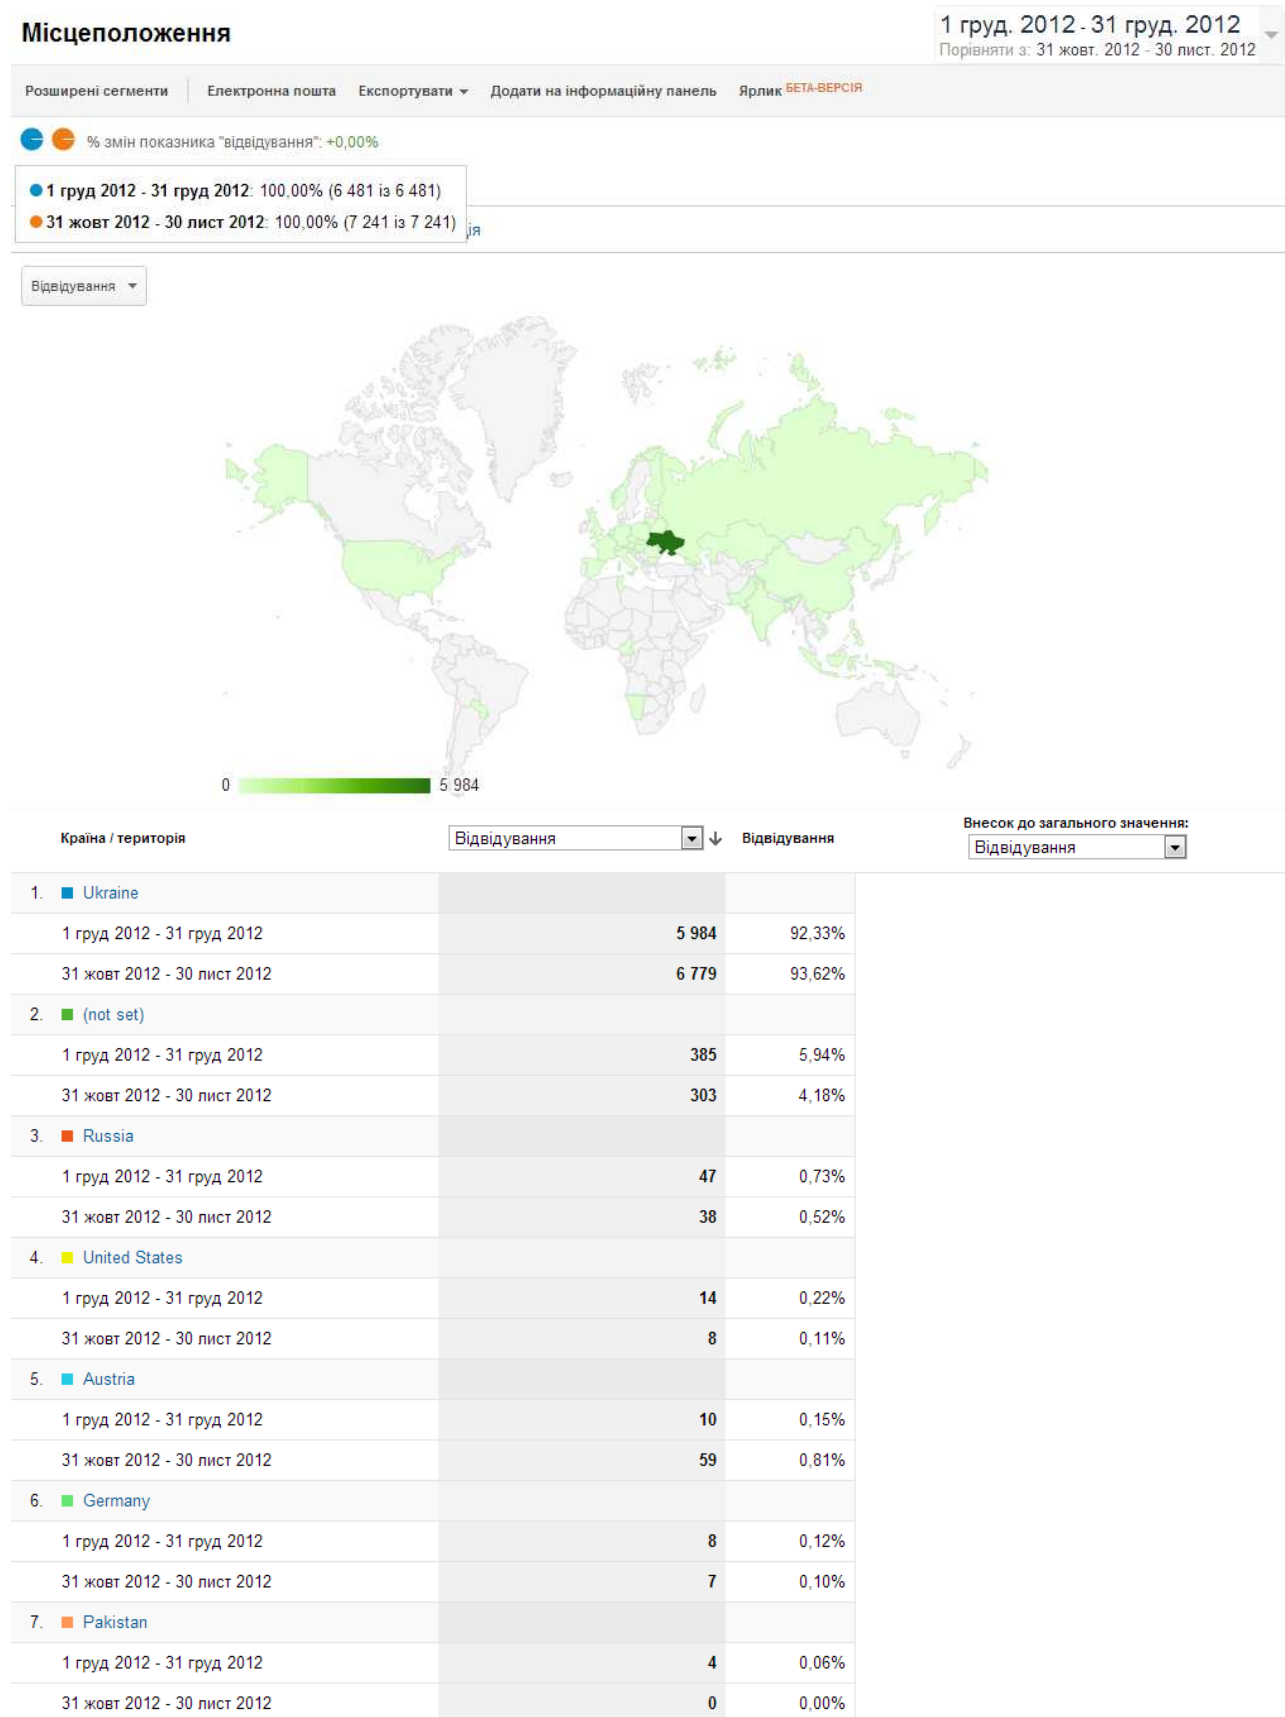 Місцеположення
1 груд. 2012 - 31 груд. 2012
Порівняти з: 31 жовт. 2012 - 30 лист. 2012
Розширені сегменти Електронна пошта Експортувати Додати на інформаційну панель Ярлик БЕТА-ВЕРСІЯ
% змін показника "відвідування": +0,00%
1 груд 2012 - 31 груд 2012: 100,00% (6 481 із 6 481)
31 жовт 2012 - 30 лист 2012: 100,00% (7 241 із 7 241)
ія
Відвідування
0 5 984
Країна / територія Відвідування Відвідування Внесок до загального значення:
Відвідування
1. Ukraine
1 груд 2012 - 31 груд 2012 5 984 92,33%
31 жовт 2012 - 30 лист 2012 6 779 93,62%
2. (not set)
1 груд 2012 - 31 груд 2012 385 5,94%
31 жовт 2012 - 30 лист 2012 303 4,18%
3. Russia
1 груд 2012 - 31 груд 2012 47 0,73%
31 жовт 2012 - 30 лист 2012 38 0,52%
4. United States
1 груд 2012 - 31 груд 2012 14 0,22%
31 жовт 2012 - 30 лист 2012 8 0,11%
5. Austria
1 груд 2012 - 31 груд 2012 10 0,15%
31 жовт 2012 - 30 лист 2012 59 0,81%
6. Germany
1 груд 2012 - 31 груд 2012 8 0,12%
31 жовт 2012 - 30 лист 2012 7 0,10%
7. Pakistan
1 груд 2012 - 31 груд 2012 4 0,06%
31 жовт 2012 - 30 лист 2012 0 0,00%